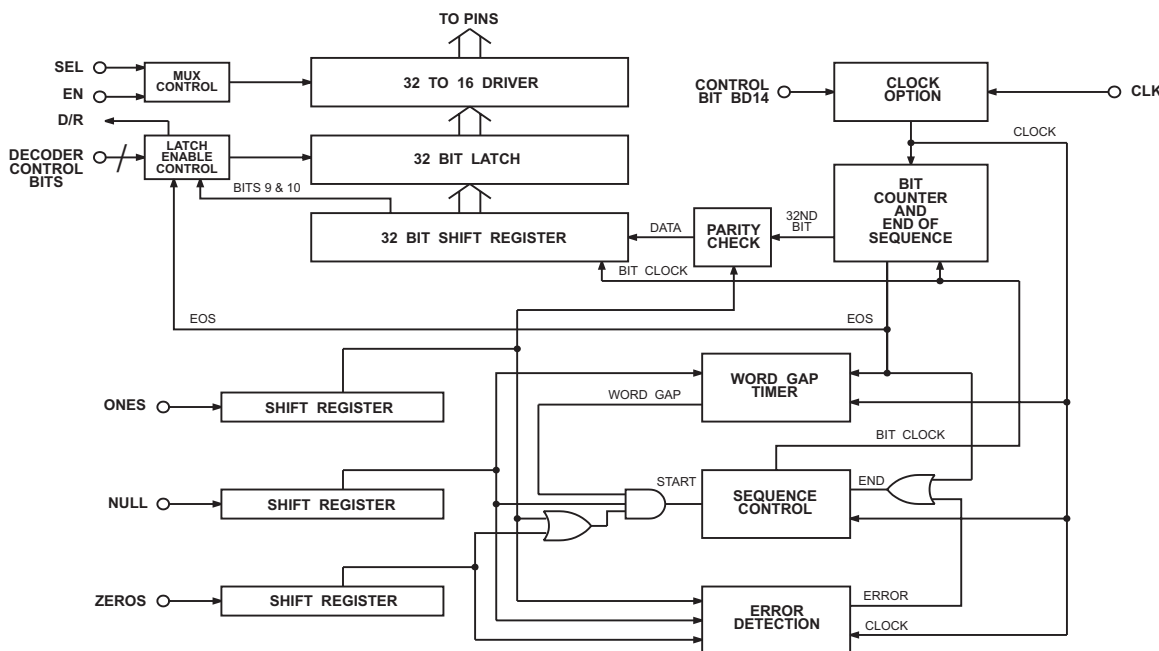 TO PINS
SEL
EN
D/R
DECODER
CONTROL
BITS
MUX
CONTROL
32 TO 16 DRIVER
LATCH
ENABLE
CONTROL
32 BIT LATCH
BITS 9 & 10
32 BIT SHIFT REGISTER
DATA
PARITY
CHECK
32ND
BIT
CONTROL
BIT BD14
CLOCK
OPTION
CLK
CLOCK
BIT
COUNTER
AND
END OF
SEQUENCE
BIT CLOCK
EOS
EOS
ONES
SHIFT REGISTER
WORD GAP
WORD GAP
TIMER
BIT CLOCK
NULL
SHIFT REGISTER
START
SEQUENCE
CONTROL
END
ZEROS
SHIFT REGISTER
ERROR
DETECTION
ERROR
CLOCK